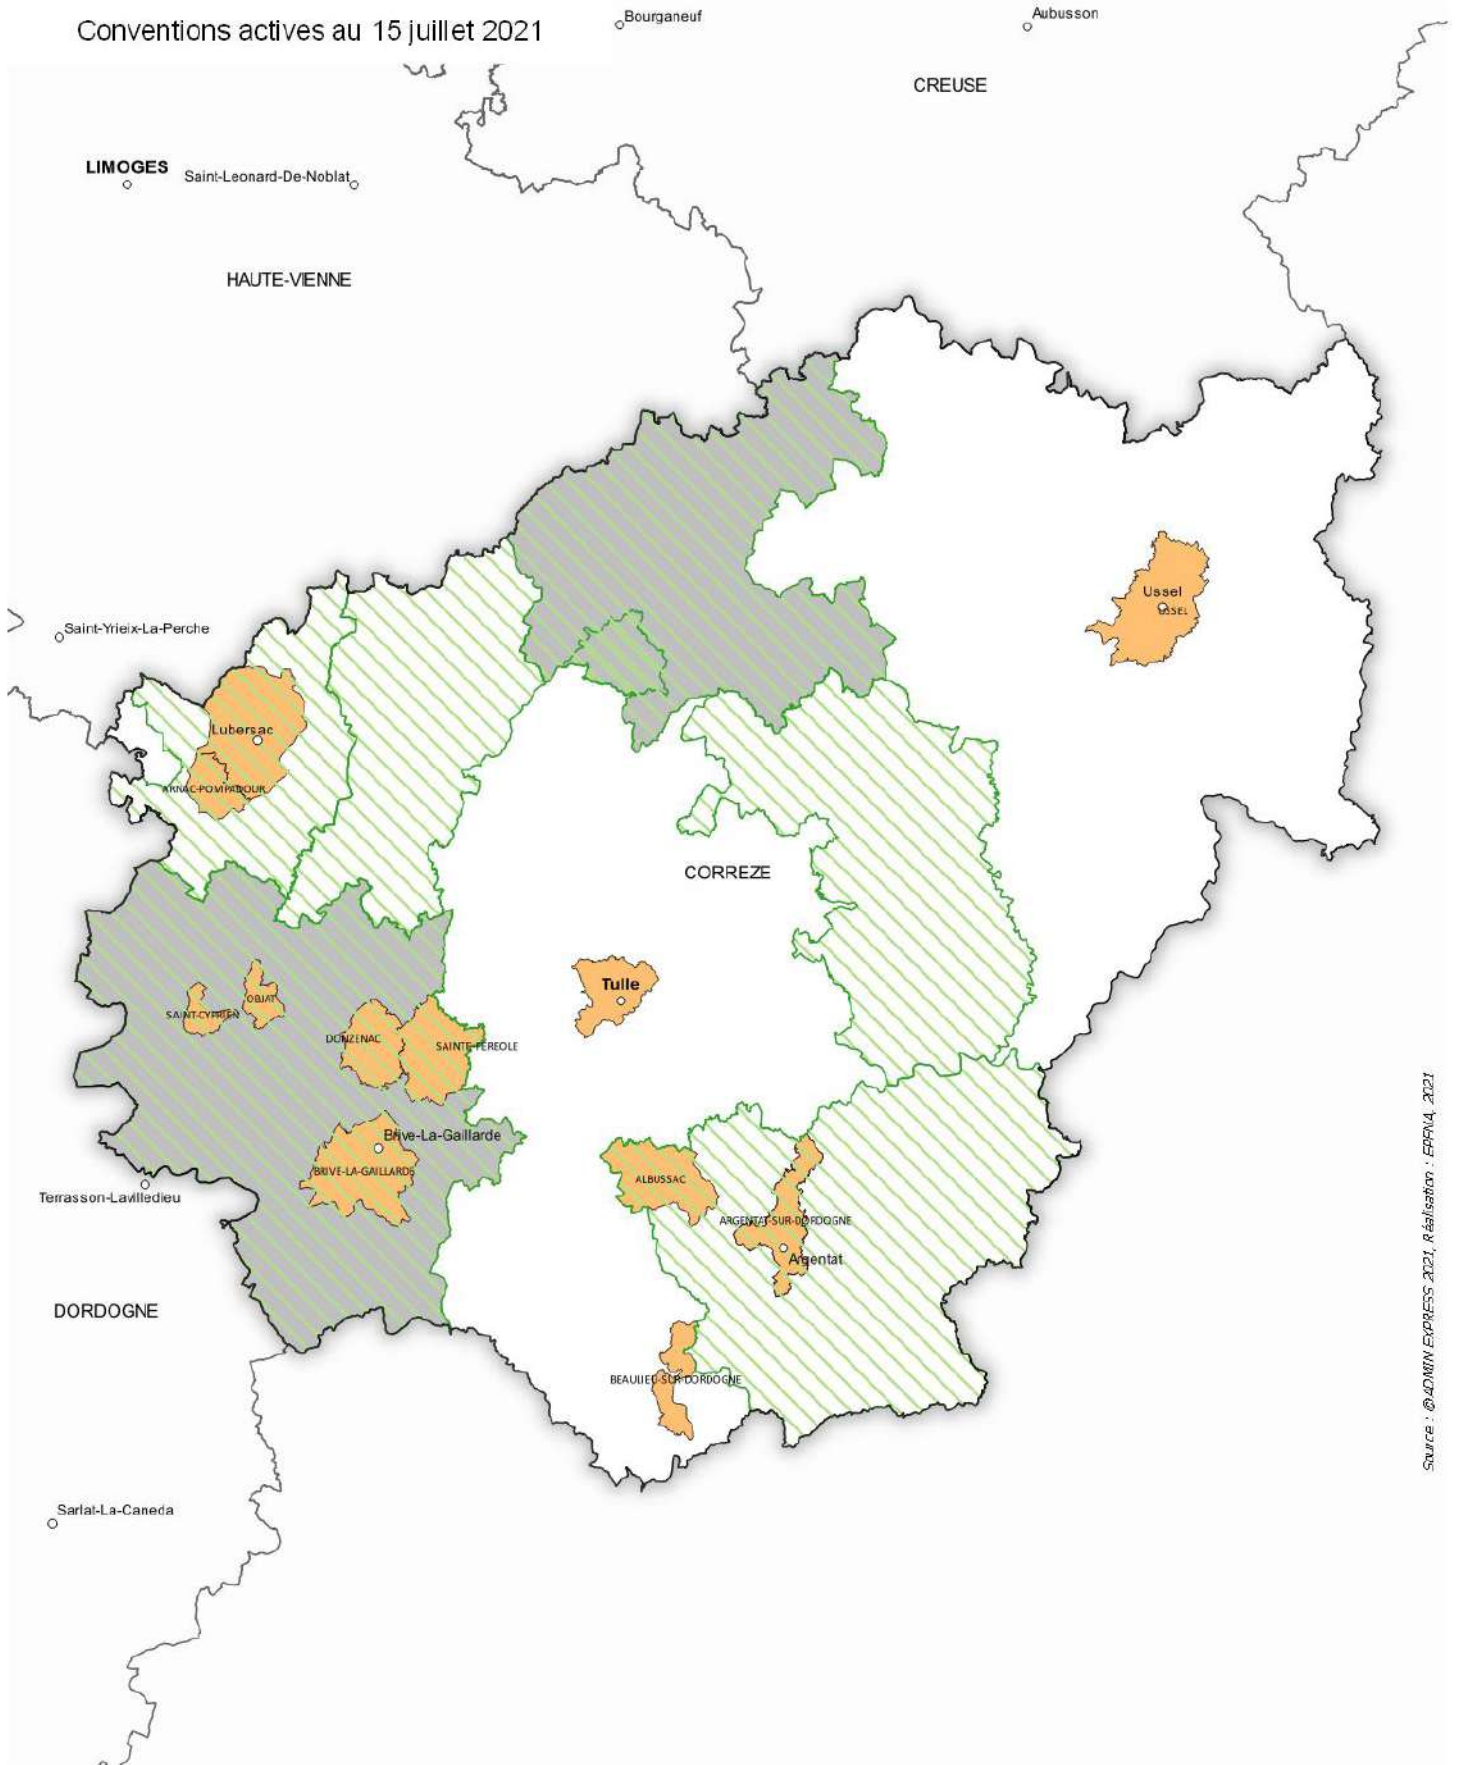 Conventions actives au 15 juillet 2021
Bourganeuf
Aubusson
CREUSE
LIMOGES
Saint-Leonard-De-Noblat
HAUTE-VIENNE
Ussel
USSEL
Saint-Yrieix-La-Perche
Lubersac
ARNAC-POMPADOUR
CORREZE
Tulle
OBJAT
SAINT-CYPRIEN
DONZENAC
SAINTE-FEREOLE
Brive-La-Gaillarde
BRIVE-LA-GAILLARDE
Terrasson-Lavilledieu
ALBUSSAC
ARGENTAT-SUR-DORDOGNE
Argentat
DORDOGNE
BEAULIEU-SUR-DORDOGNE
Sarlat-La-Caneda
Source : ©ADMIN EXPRESS 2021, Réalisation : EPFNA, 2021